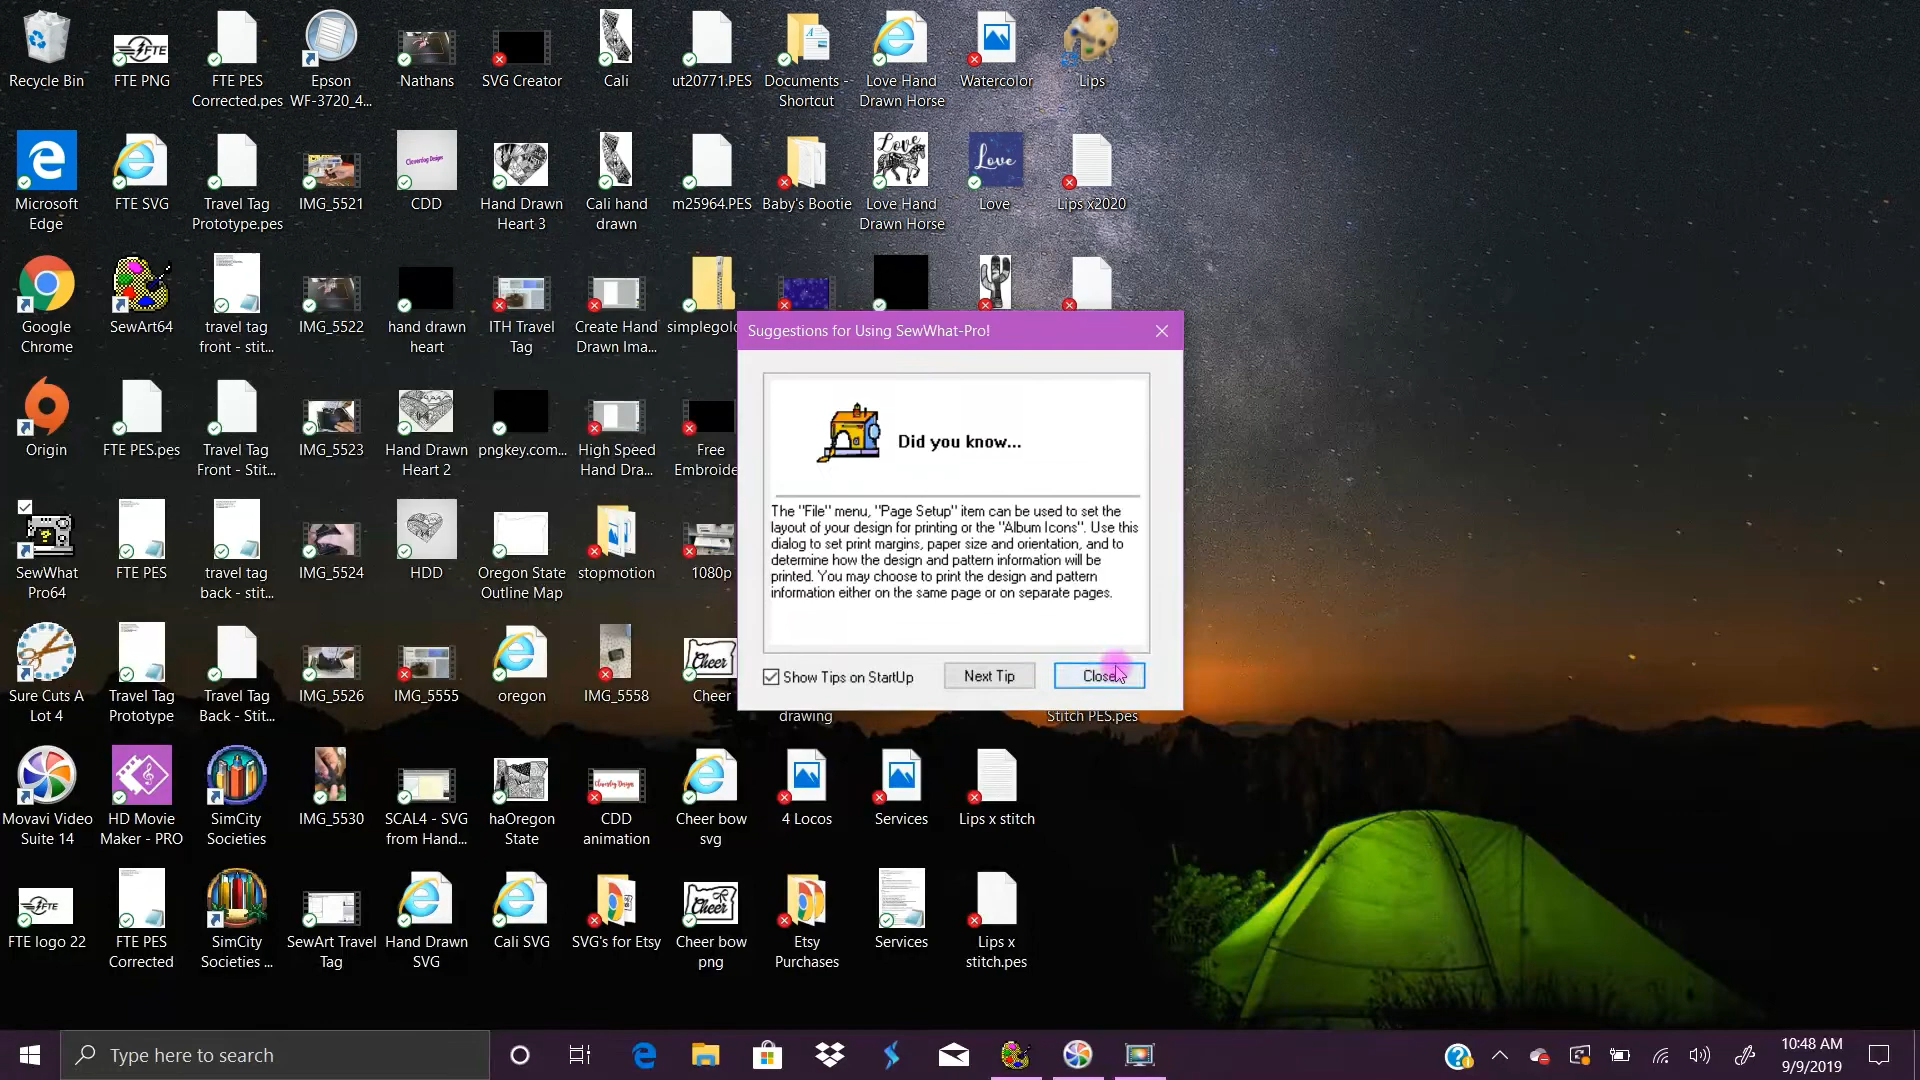 Recycle Bin
FTE PNG
FTE PES
Corrected.pes
Epson
WF-3720_4...
Nathans
SVG Creator
Cali
ut20771.PES
Documents -
Shortcut
Love Hand
Drawn Horse
Watercolor
Lips
Microsoft
Edge
FTE SVG
Travel Tag
Prototype.pes
IMG_5521
CDD
Hand Drawn
Heart 3
Cali hand
drawn
m25964.PES
Baby's Bootie
Love Hand
Drawn Horse
Love
Lips x2020
Google
Chrome
SewArt64
travel tag
front - stit...
IMG_5522
hand drawn
heart
ITH Travel
Tag
Create Hand
Drawn Ima...
Suggestions for Using SewWhat-Pro!
Did you know...
The "File" menu, "Page Setup" item can be used to set the
layout of your design for printing or the "Album Icons". Use this
dialog to set print margins, paper size and orientation, and to
determine how the design and pattern information will be
printed. You may choose to print the design and pattern
information either on the same page or on separate pages.
Show Tips on StartUp
Next Tip
Close
Origin
FTE PES.pes
Travel Tag
Front - Stit...
IMG_5523
Hand Drawn
Heart 2
pngkey.com...
High Speed
Hand Dra...
Free
SewWhat
Pro64
FTE PES
travel tag
back - stit...
IMG_5524
HDD
Oregon State
Outline Map
stopmotion
1080p
Sure Cuts A
Lot 4
Travel Tag
Prototype
Travel Tag
Back - Stit...
IMG_5526
IMG_5555
oregon
IMG_5558
Cheer
Cheer
drawing
Stitch PES.pes
Movavi Video
Suite 14
HD Movie
Maker - PRO
SimCity
Societies
IMG_5530
SCAL4 - SVG
from Hand...
haOregon
State
CDD
animation
Cheer bow
svg
4 Locos
Services
Lips x stitch
FTE logo 22
FTE PES
Corrected
SimCity
Societies ...
SewArt Travel
Tag
Hand Drawn
SVG
Cali SVG
SVG's for Etsy
Cheer bow
png
Etsy
Purchases
Services
Lips x
stitch.pes
Type here to search
10:48 AM
9/9/2019